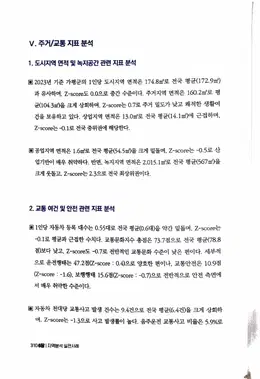 Ⅴ. 주거/교통 지표 분석
1. 도시지역 면적 및 녹지공간 관련 지표 분석
▣ 2023년 기준 가평군의 1인당 도시지역 면적은 174.8㎡로 전국 평균(172.9㎡)
과 유사하며, Z-score도 0.0으로 중간 수준이다. 주거지역 면적은 160.2㎡로 평
균(104.3㎡)을 크게 상회하며, Z-score는 0.7로 주거 밀도가 낮고 쾌적한 생활여
건을 보유하고 있다. 상업지역 면적은 13.0㎡로 전국 평균(14.1㎡)에 근접하며,
Z-score는 -0.1로 전국 중위권에 해당한다.
▣ 공업지역 면적은 1.6㎡로 전국 평균(54.5㎡)에 크게 밑돌며, Z-score는 -0.5로 산
업기반이 매우 취약하다. 반면, 녹지지역 면적은 2,015.1㎡로 전국 평균(567㎡)을
크게 웃돌고, Z-score는 2.3으로 전국 최상위권이다.
2. 교통 여건 및 안전 관련 지표 분석
▣ 1인당 자동차 등록 대수는 0.55대로 전국 평균(0.6대)을 약간 밑돌며, Z-score는
-0.1로 평균과 근접한 수치다. 교통문화지수 총점은 73.7점으로 전국 평균(78.8
점)보다 낮고, Z-score도 -0.7로 전반적인 교통문화 수준이 낮은 편이다. 세부적
으로 운전행태는 47.2점(Z-score : 0.4)으로 양호한 편이나, 교통안전은 10.9점
(Z-score : -1.6), 보행행태 15.6점(Z-score : -0.7)으로 전반적으로 안전 측면에
서 매우 취약한 수준이다.
▣ 자동차 천대당 교통사고 발생 건수는 9.4건으로 전국 평균(6.4건)을 크게 상회하
며, Z-score는 -1.3으로 사고 발생률이 높다. 음주운전 교통사고 비율은 5.9%로
지역분석 실전사례